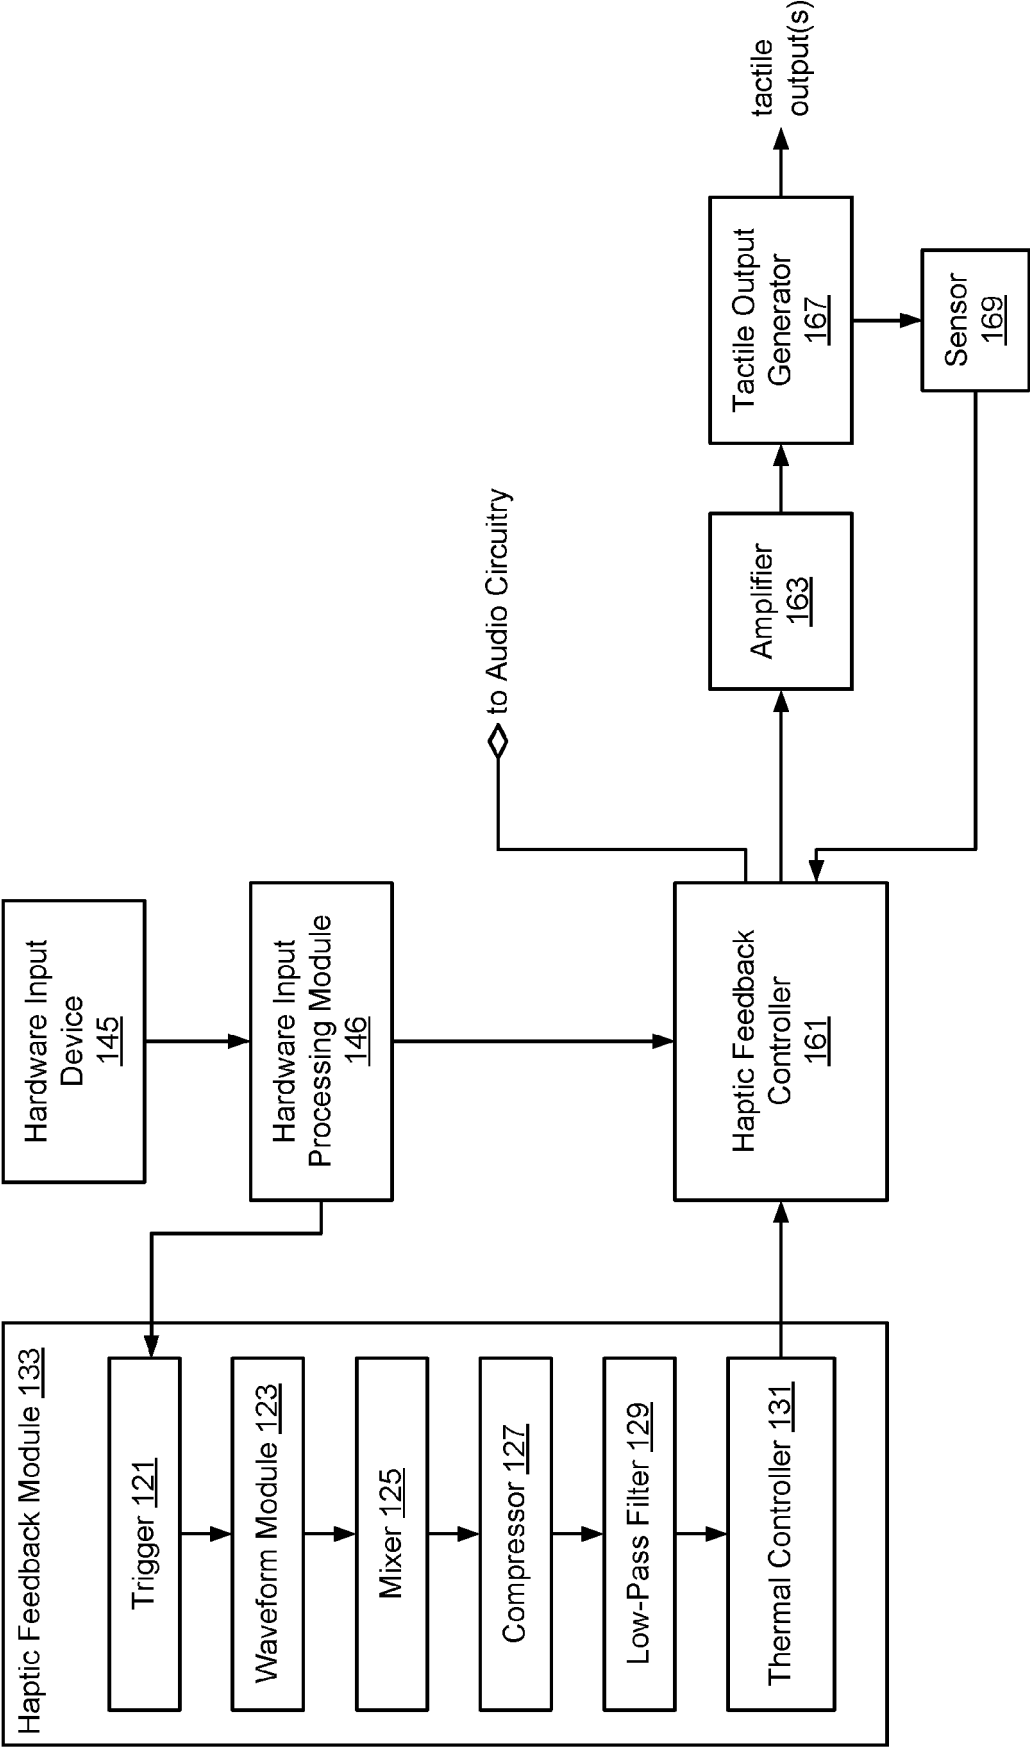 Haptic Feedback Module 133
Trigger 121
Waveform Module 123
Mixer 125
Compressor 127
Low-Pass Filter 129
Thermal Controller 131
Hardware Input
Device
145
Hardware Input
Processing Module
146
Haptic Feedback
Controller
161
to Audio Circuitry
Amplifier
163
Tactile Output
Generator
167
Sensor
169
tactile
output(s)